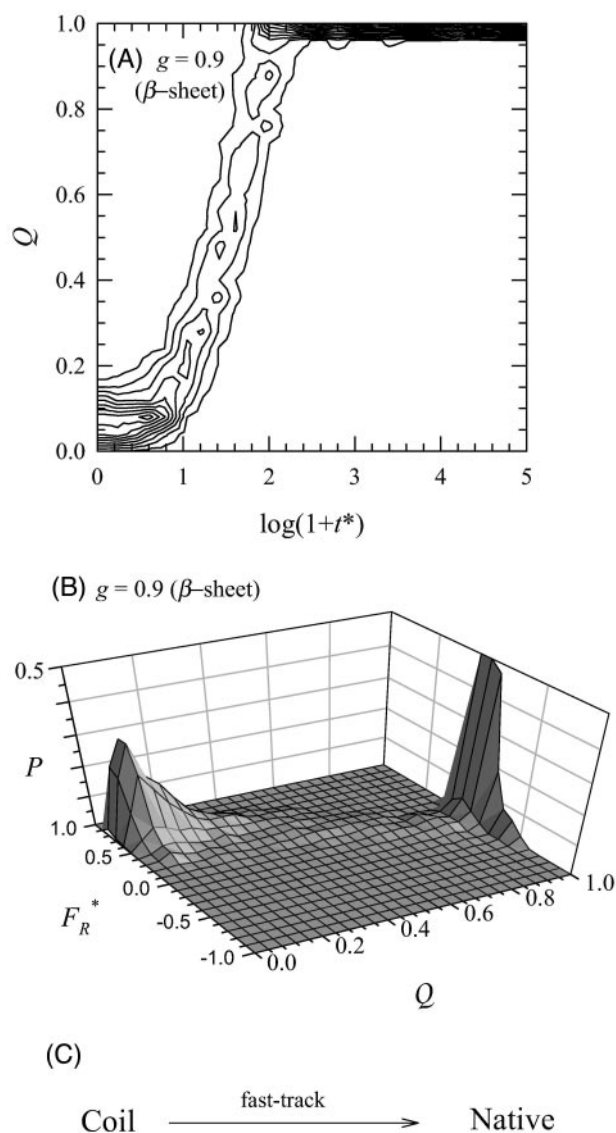 (A) g = 0.9
(β–sheet)
1.0
0.8
0.6
0.4
0.2
0.0
Q
0 1 2 3 4 5
log(1+t*)
(B) g = 0.9 (β–sheet)
0.5
P
1.0
0.5
0.0
-0.5
-1.0
F_R^*
0.0
0.2
0.4
0.6
0.8
1.0
Q
(C)
fast-track
Coil Native